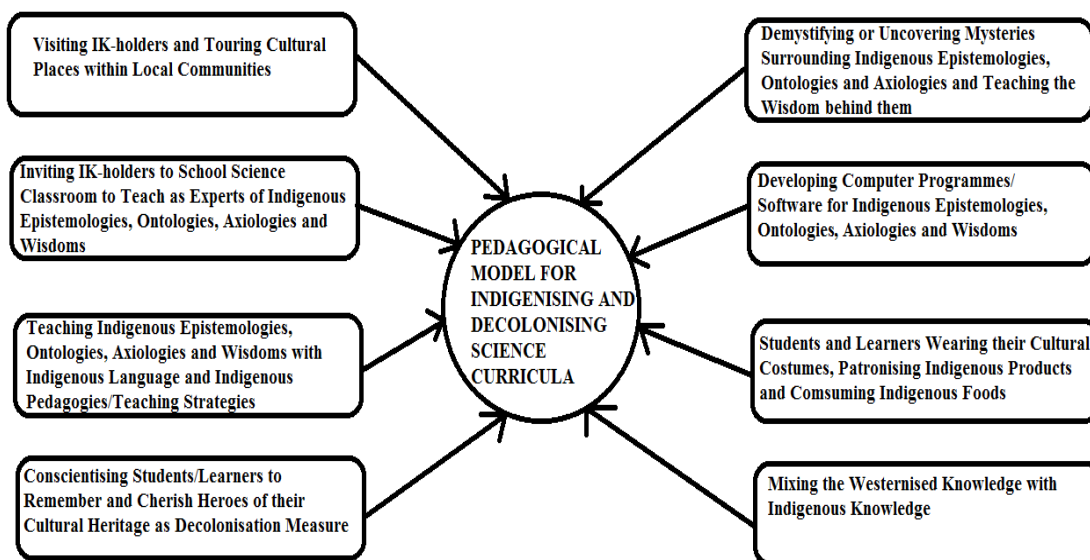 Visiting IK-holders and Touring Cultural
Places within Local Communities
Inviting IK-holders to School Science
Classroom to Teach as Experts of Indigenous
Epistemologies, Ontologies, Axiologies and
Wisdoms
Teaching Indigenous Epistemologies,
Ontologies, Axiologies and Wisdoms with
Indigenous Language and Indigenous
Pedagogies/Teaching Strategies
Conscientising Students/Learners to
Remember and Cherish Heroes of their
Cultural Heritage as Decolonisation Measure
PEDAGOGICAL
MODEL FOR
INDIGENISING AND
DECOLONISING
SCIENCE
CURRICULA
Demystifying or Uncovering Mysteries
Surrounding Indigenous Epistemologies,
Ontologies and Axiologies and Teaching the
Wisdom behind them
Developing Computer Programmes/
Software for Indigenous Epistemologies,
Ontologies, Axiologies and Wisdoms
Students and Learners Wearing their Cultural
Costumes, Patronising Indigenous Products
and Comsuming Indigenous Foods
Mixing the Westernised Knowledge with
Indigenous Knowledge